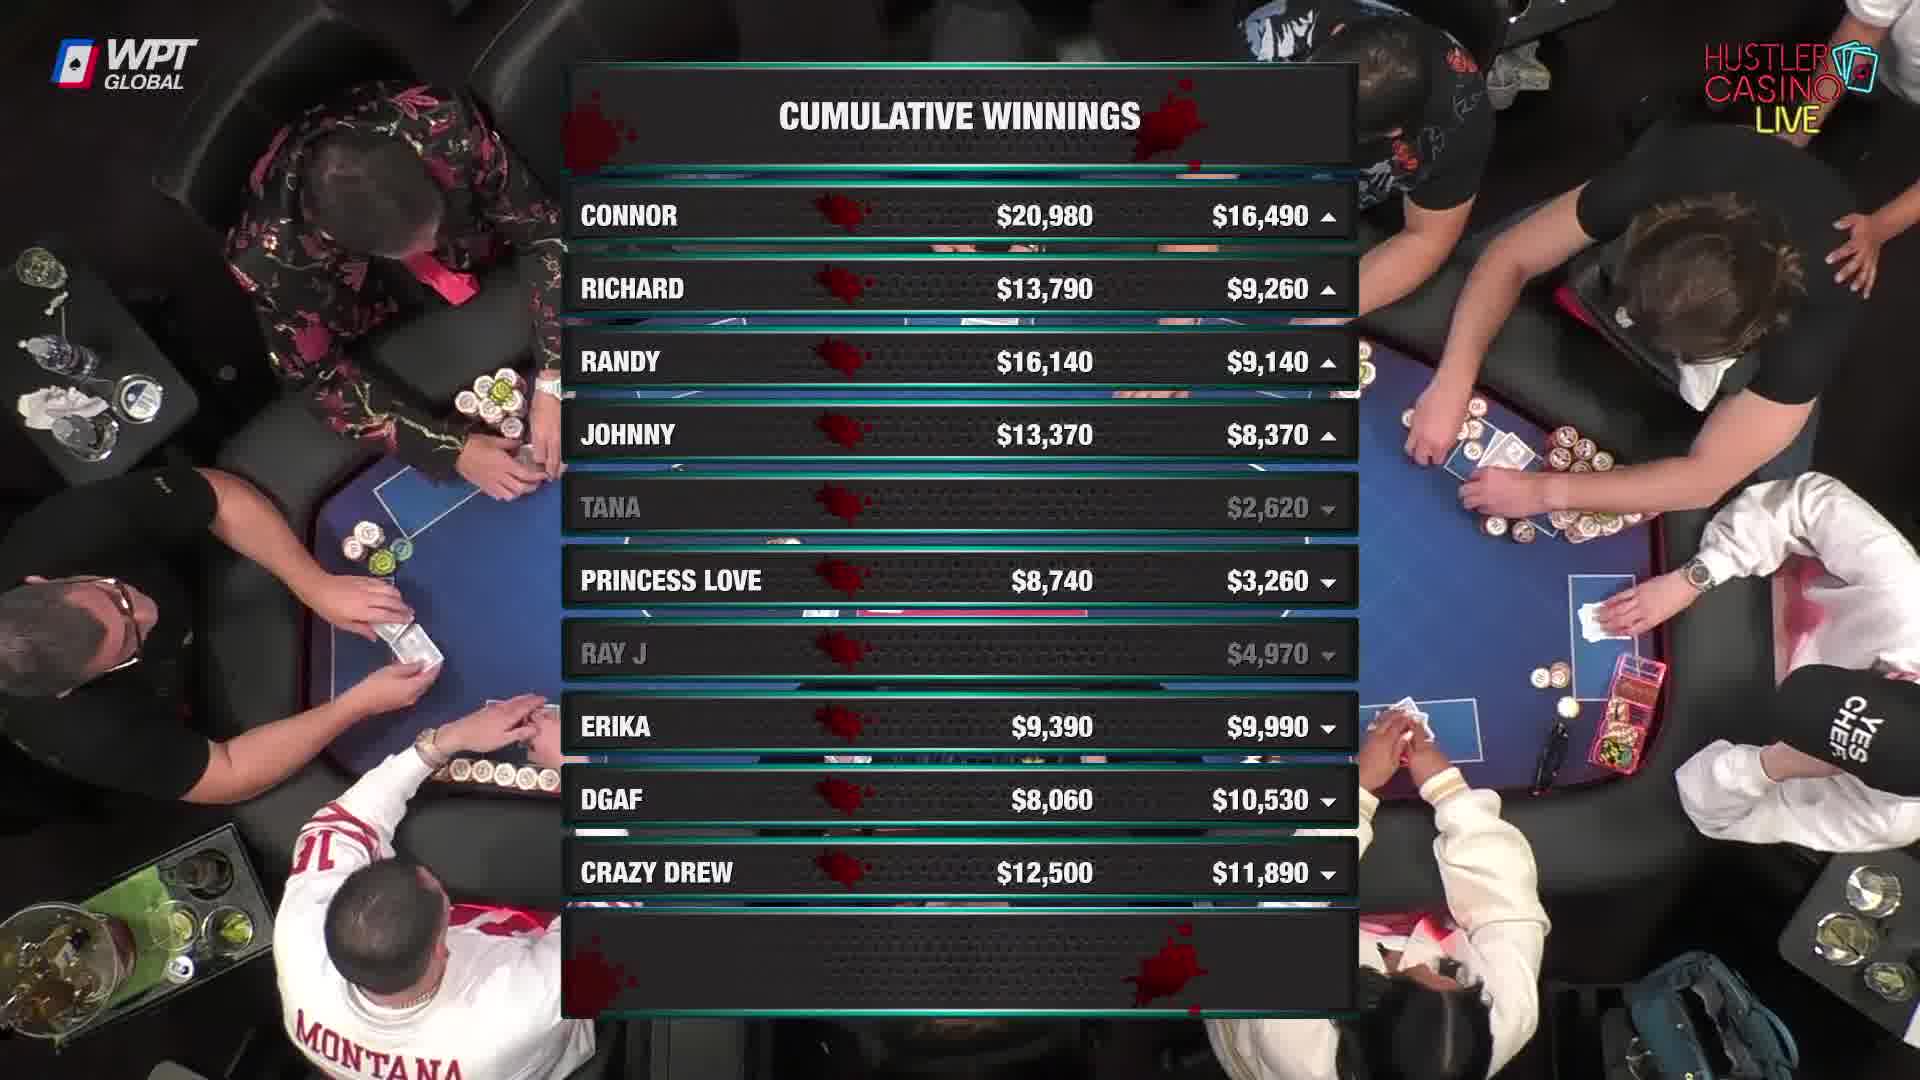 WPT
GLOBAL
HUSTLER
CASINO
LIVE
CUMULATIVE WINNINGS
CONNOR $20,980 $16,490 ▲
RICHARD $13,790 $9,260 ▲
RANDY $16,140 $9,140 ▲
JOHNNY $13,370 $8,370 ▲
TANA $2,620 ▼
PRINCESS LOVE $8,740 $3,260 ▼
RAY J $4,970 ▼
ERIKA $9,390 $9,990 ▼
DGAF $8,060 $10,530 ▼
CRAZY DREW $12,500 $11,890 ▼
YES
CHEF
16
MONTANA